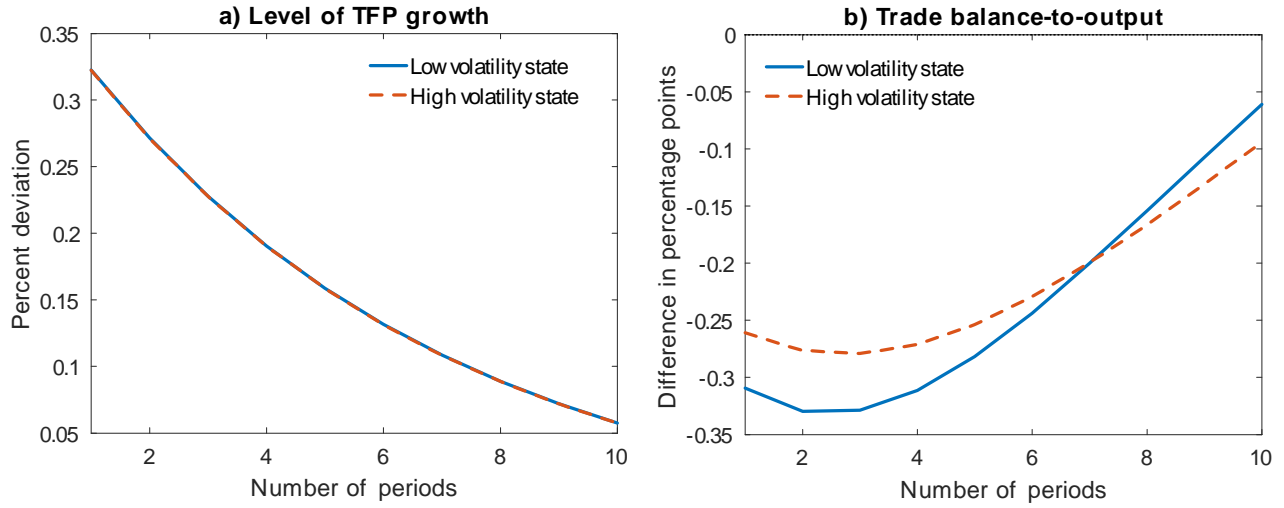 a) Level of TFP growth
0.35
0.3
0.25
0.2
0.15
0.1
0.05
Percent deviation
Low volatility state
High volatility state
2
4
6
8
10
Number of periods
b) Trade balance-to-output
0
-0.05
-0.1
-0.15
-0.2
-0.25
-0.3
-0.35
Difference in percentage points
Low volatility state
High volatility state
2
4
6
8
10
Number of periods